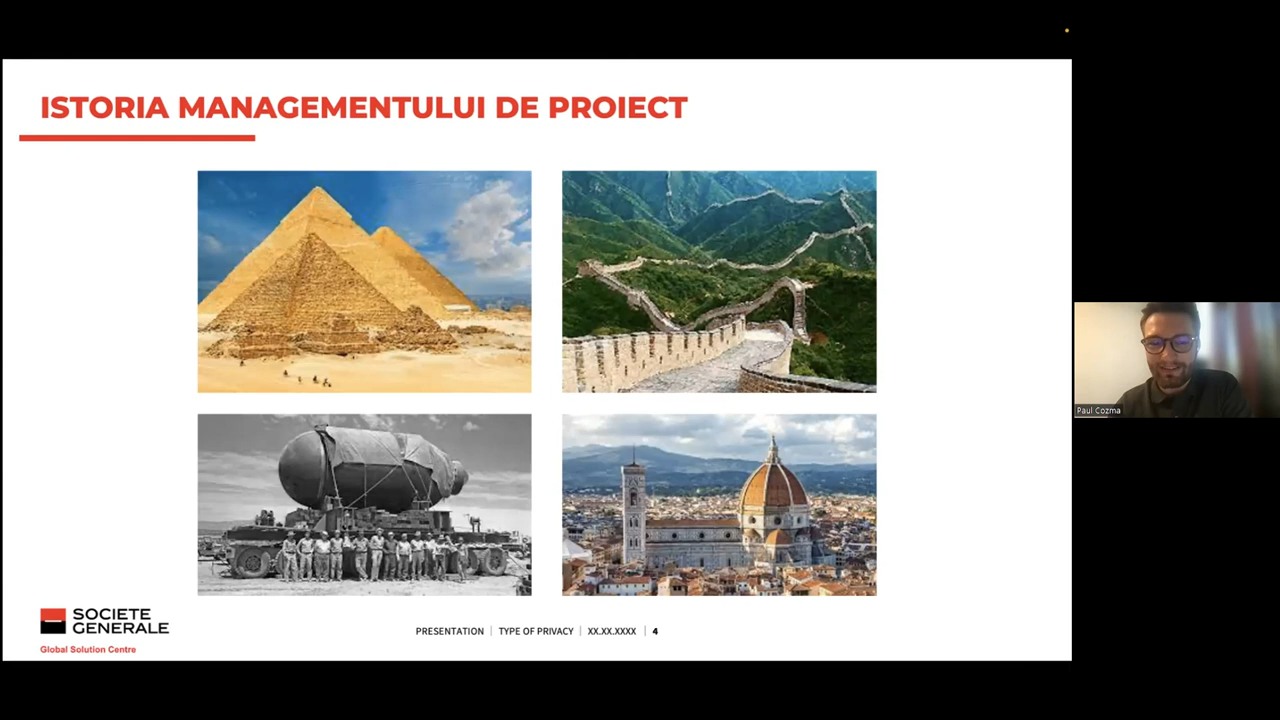 ISTORIA MANAGEMENTULUI DE PROIECT
Paul Cozma
SOCIETE
GENERALE
Global Solution Centre
PRESENTATION | TYPE OF PRIVACY | XX.XX.XXXX | 4